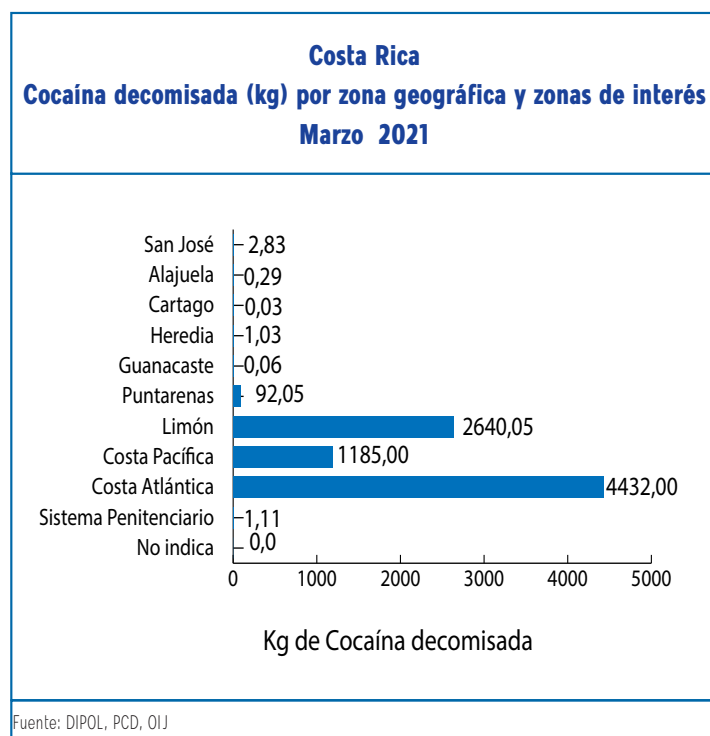 Costa Rica
Cocaína decomisada (kg) por zona geográfica y zonas de interés
Marzo 2021
San José 2,83
Alajuela 0,29
Cartago 0,03
Heredia 1,03
Guanacaste 0,06
Puntarenas 92,05
Limón 2640,05
Costa Pacífica 1185,00
Costa Atlántica 4432,00
Sistema Penitenciario 1,11
No indica 0,0
0 1000 2000 3000 4000 5000
Kg de Cocaína decomisada
Fuente: DIPOL, PCD, OIJ